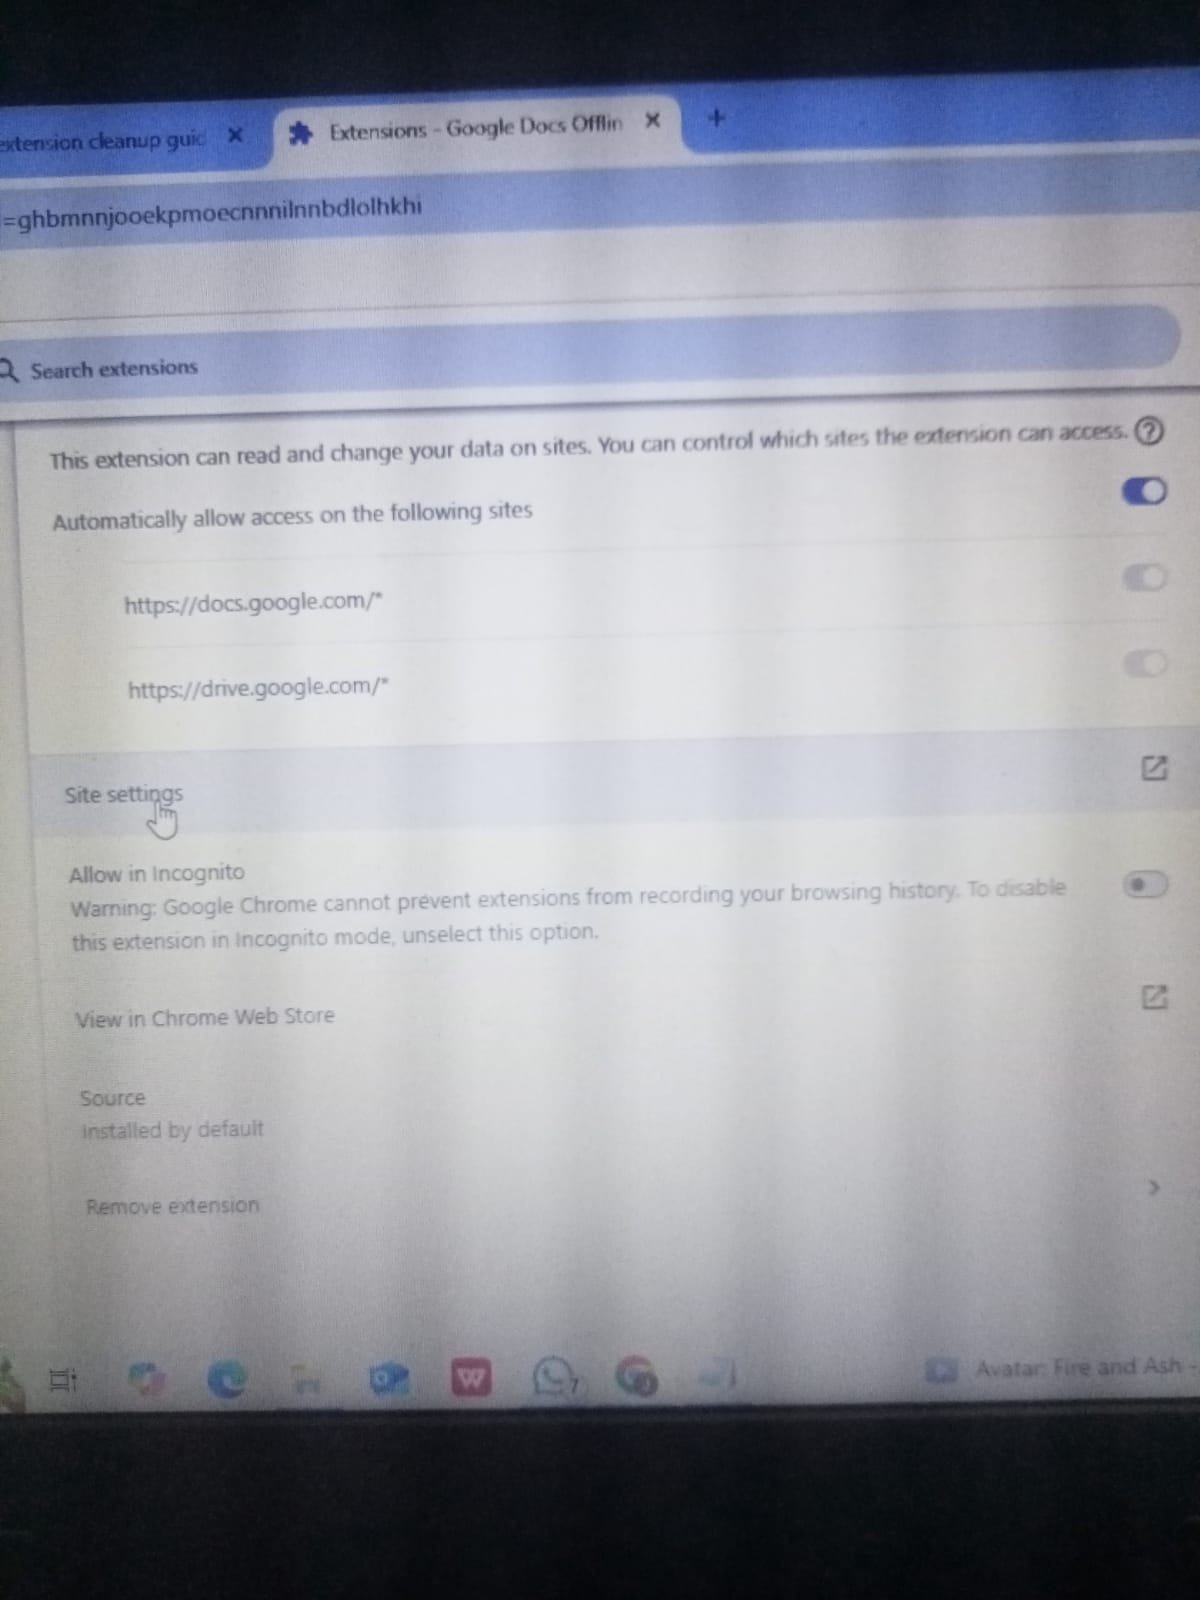 extension cleanup guid
Extensions - Google Docs Offlin
=ghbmnnjooekpmoecnnnilnnbdlolhkhi
Search extensions
This extension can read and change your data on sites. You can control which sites the extension can access.
Automatically allow access on the following sites
https://docs.google.com/*
https://drive.google.com/*
Site settings
Allow in Incognito
Warning: Google Chrome cannot prevent extensions from recording your browsing history. To disable
this extension in Incognito mode, unselect this option.
View in Chrome Web Store
Source
Installed by default
Remove extension
W
7
Avatar: Fire and Ash -